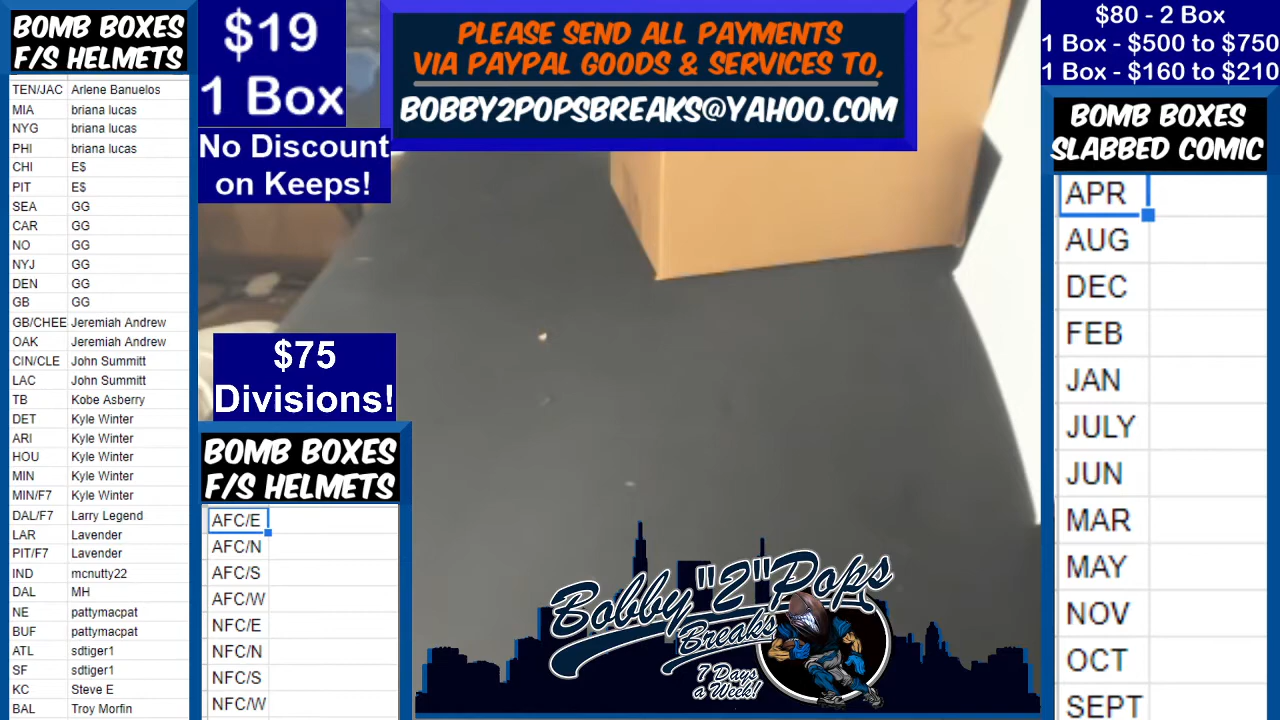 BOMB BOXES
F/S HELMETS
TEN/JAC Arlene Banuelos
MIA briana lucas
NYG briana lucas
PHI briana lucas
CHI E$
PIT E$
SEA GG
CAR GG
NO GG
NYJ GG
DEN GG
GB GG
GB/CHEE Jeremiah Andrew
OAK Jeremiah Andrew
CIN/CLE John Summitt
LAC John Summitt
TB Kobe Asberry
DET Kyle Winter
ARI Kyle Winter
HOU Kyle Winter
MIN Kyle Winter
MIN/F7 Kyle Winter
DAL/F7 Larry Legend
LAR Lavender
PIT/F7 Lavender
IND mcnutty22
DAL MH
NE pattymacpat
BUF pattymacpat
ATL sdtiger1
SF sdtiger1
KC Steve E
BAL Troy Morfin
$19
1 Box
No Discount
on Keeps!
$75
Divisions!
BOMB BOXES
F/S HELMETS
AFC/E
AFC/N
AFC/S
AFC/W
NFC/E
NFC/N
NFC/S
NFC/W
PLEASE SEND ALL PAYMENTS
VIA PAYPAL GOODS & SERVICES TO,
BOBBY2POPSBREAKS@YAHOO.COM
Bobby "2" Pops
Breaks
7 Days
a Week!
$80 - 2 Box
1 Box - $500 to $750
1 Box - $160 to $210
BOMB BOXES
SLABBED COMIC
APR
AUG
DEC
FEB
JAN
JULY
JUN
MAR
MAY
NOV
OCT
SEPT